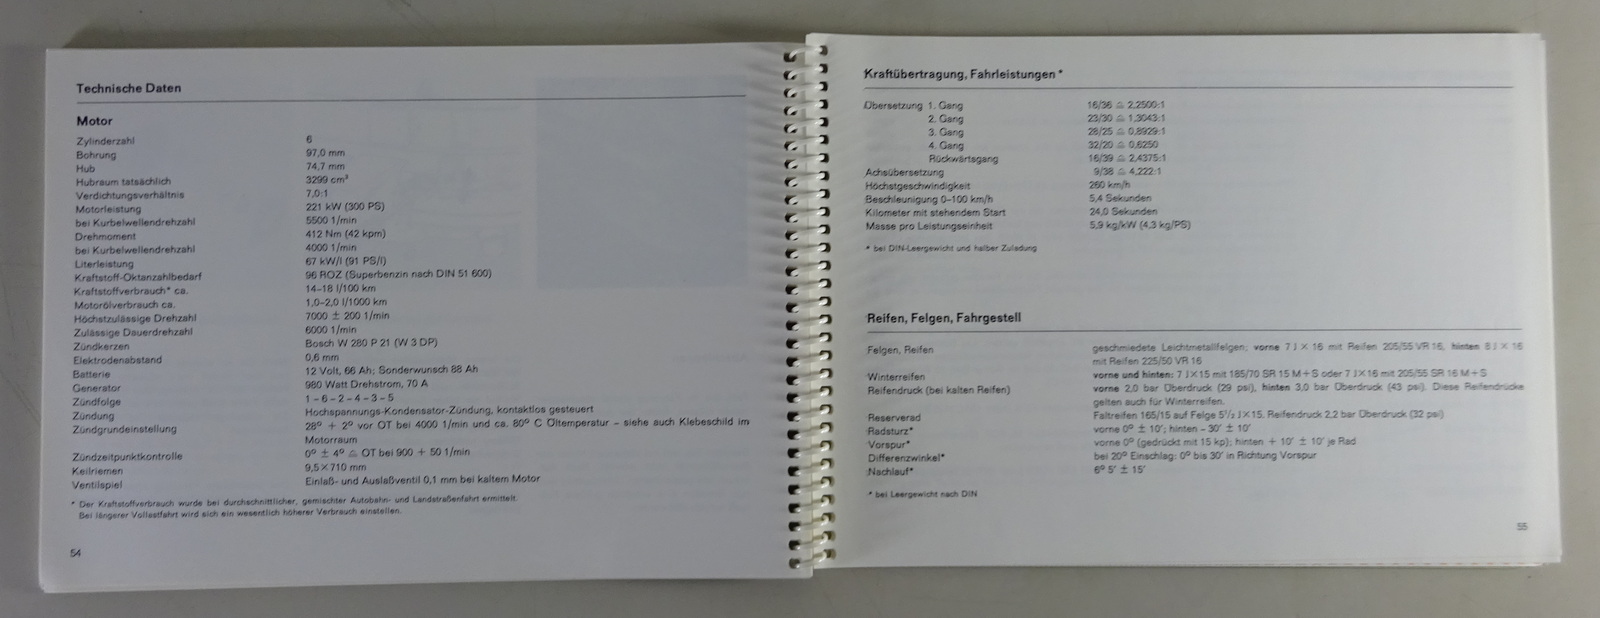 Technische Daten
Motor
Zylinderzahl 6
Bohrung 97,0 mm
Hub 74,7 mm
Hubraum tatsächlich 3299 cm³
Verdichtungsverhältnis 7,0:1
Motorleistung 221 kW (300 PS)
bei Kurbelwellendrehzahl 5500 1/min
Drehmoment 412 Nm (42 kpm)
bei Kurbelwellendrehzahl 4000 1/min
Literleistung 67 kW/l (91 PS/l)
Kraftstoff-Oktanzahlbedarf 96 ROZ (Superbenzin nach DIN 51 600)
Kraftstoffverbrauch* ca. 14–18 l/100 km
Motorölverbrauch ca. 1,0–2,0 l/1000 km
Höchstzulässige Drehzahl 7000 ± 200 1/min
Zulässige Dauerdrehzahl 6000 1/min
Zündkerzen Bosch W 280 P 21 (W 3 DP)
Elektrodenabstand 0,6 mm
Batterie 12 Volt, 66 Ah; Sonderwunsch 88 Ah
Generator 980 Watt Drehstrom, 70 A
Zündfolge 1 – 6 – 2 – 4 – 3 – 5
Zündung Hochspannungs-Kondensator-Zündung, kontaktlos gesteuert
Zündgrundeinstellung 28° + 2° vor OT bei 4000 1/min und ca. 80° C Öltemperatur – siehe auch Klebeschild im
Motorraum
Zündzeitpunktkontrolle 0° ± 4° ≙ OT bei 900 + 50 1/min
Keilriemen 9,5 × 710 mm
Ventilspiel Einlaß- und Auslaßventil 0,1 mm bei kaltem Motor
* Der Kraftstoffverbrauch wurde bei durchschnittlicher, gemischter Autobahn- und Landstraßenfahrt ermittelt.
Bei längerer Vollastfahrt wird sich ein wesentlich höherer Verbrauch einstellen.
54
Kraftübertragung, Fahrleistungen *
Übersetzung 1. Gang 16/36 ≙ 2,2500:1
2. Gang 23/30 ≙ 1,3043:1
3. Gang 28/25 ≙ 0,8929:1
4. Gang 32/20 ≙ 0,6250
Rückwärtsgang 16/39 ≙ 2,4375:1
Achsübersetzung 9/38 ≙ 4,222:1
Höchstgeschwindigkeit 260 km/h
Beschleunigung 0–100 km/h 5,4 Sekunden
Kilometer mit stehendem Start 24,0 Sekunden
Masse pro Leistungseinheit 5,9 kg/kW (4,3 kg/PS)
* bei DIN-Leergewicht und halber Zuladung
Reifen, Felgen, Fahrgestell
Felgen, Reifen geschmiedete Leichtmetallfelgen; vorne 7 J × 16 mit Reifen 205/55 VR 16, hinten 8 J × 16
mit Reifen 225/50 VR 16
Winterreifen vorne und hinten: 7 J×15 mit 185/70 SR 15 M+S oder 7 J×16 mit 205/55 SR 16 M+S
Reifendruck (bei kalten Reifen) vorne 2,0 bar Überdruck (29 psi), hinten 3,0 bar Überdruck (43 psi). Diese Reifendrücke
gelten auch für Winterreifen.
Reserverad Faltreifen 165/15 auf Felge 5¹/₂ J×15. Reifendruck 2,2 bar Überdruck (32 psi)
Radsturz* vorne 0° ± 10'; hinten – 30' ± 10'
Vorspur* vorne 0° (gedrückt mit 15 kp); hinten + 10' ± 10' je Rad
Differenzwinkel* bei 20° Einschlag: 0° bis 30' in Richtung Vorspur
Nachlauf* 6° 5' ± 15'
* bei Leergewicht nach DIN
55